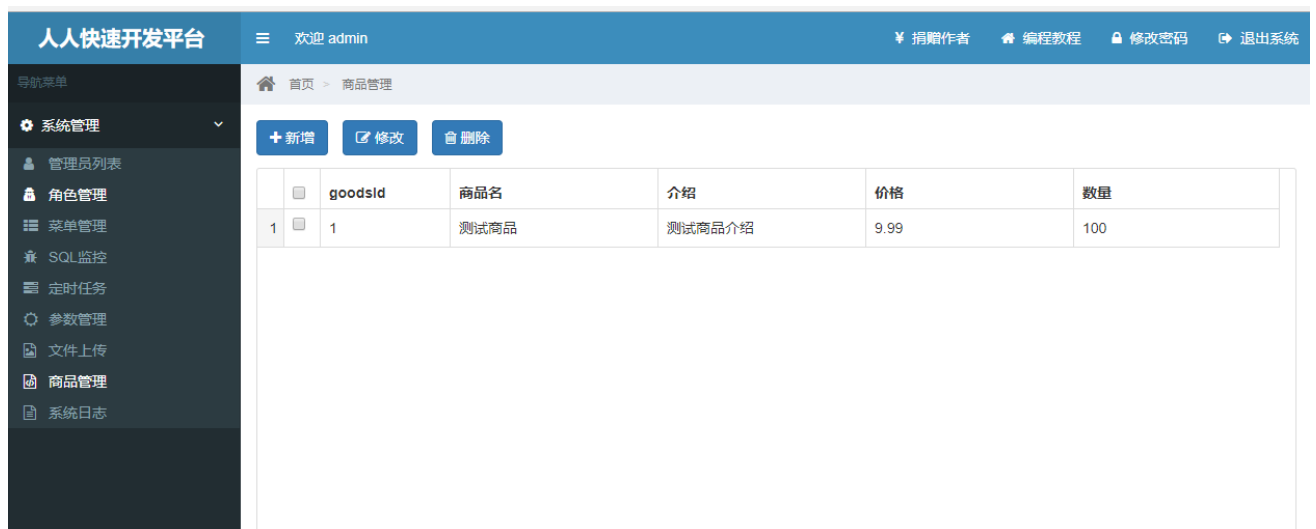 人人快速开发平台
欢迎 admin
捐赠作者 编程教程 修改密码 退出系统
导航菜单
首页 > 商品管理
系统管理
管理员列表
角色管理
菜单管理
SQL监控
定时任务
参数管理
文件上传
商品管理
系统日志
新增 修改 删除
goodsId 商品名 介绍 价格 数量
1 1 测试商品 测试商品介绍 9.99 100